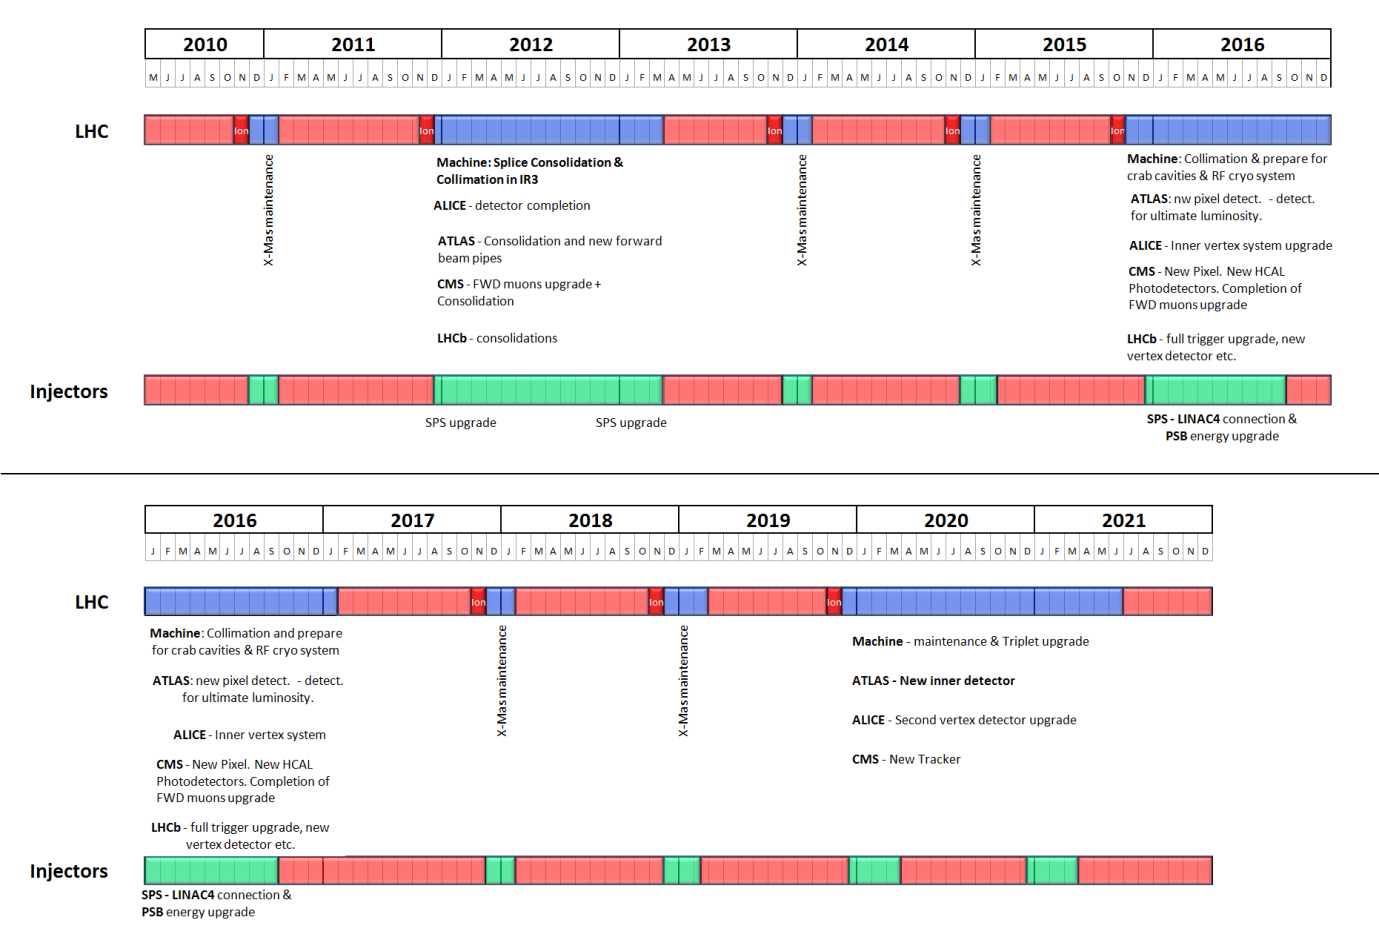 2010 2011 2012 2013 2014 2015 2016
M J J A S O N D J F M A M J J A S O N D J F M A M J J A S O N D J F M A M J J A S O N D J F M A M J J A S O N D J F M A M J J A S O N D J F M A M J J A S O N D
LHC
Ion Ion Ion Ion Ion
X-Mas maintenance
Machine: Splice Consolidation &
Collimation in IR3
ALICE - detector completion
ATLAS - Consolidation and new forward
beam pipes
CMS - FWD muons upgrade +
Consolidation
LHCb - consolidations
X-Mas maintenance
X-Mas maintenance
Machine: Collimation & prepare for
crab cavities & RF cryo system
ATLAS: nw pixel detect. - detect.
for ultimate luminosity.
ALICE - Inner vertex system upgrade
CMS - New Pixel. New HCAL
Photodetectors. Completion of
FWD muons upgrade
LHCb - full trigger upgrade, new
vertex detector etc.
Injectors
SPS upgrade SPS upgrade
SPS - LINAC4 connection &
PSB energy upgrade
2016 2017 2018 2019 2020 2021
J F M A M J J A S O N D J F M A M J J A S O N D J F M A M J J A S O N D J F M A M J J A S O N D J F M A M J J A S O N D J F M A M J J A S O N D
LHC
Ion Ion Ion
Machine: Collimation and prepare
for crab cavities & RF cryo system
ATLAS: new pixel detect. - detect.
for ultimate luminosity.
ALICE - Inner vertex system
CMS - New Pixel. New HCAL
Photodetectors. Completion of
FWD muons upgrade
LHCb - full trigger upgrade, new
vertex detector etc.
X-Mas maintenance
X-Mas maintenance
Machine - maintenance & Triplet upgrade
ATLAS - New inner detector
ALICE - Second vertex detector upgrade
CMS - New Tracker
Injectors
SPS - LINAC4 connection &
PSB energy upgrade